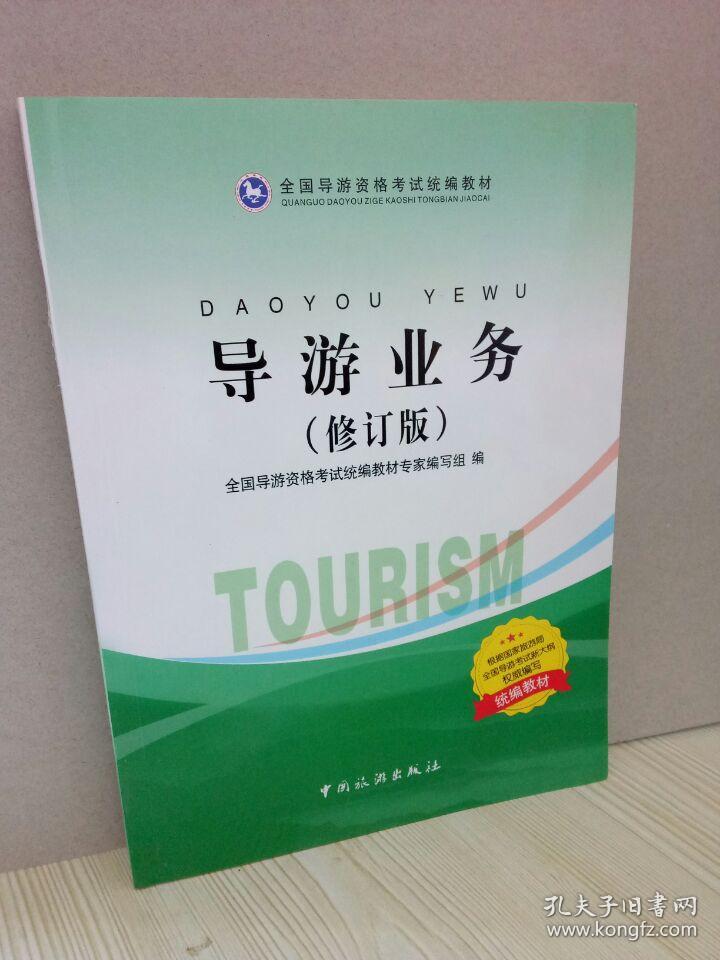 全国导游资格考试统编教材
QUANGUO DAOYOU ZIGE KAOSHI TONGBIAN JIAOCAI
DAOYOU YEWU
导游业务
(修订版)
全国导游资格考试统编教材专家编写组 编
TOURISM
根据国家旅游局
全国导游考试新大纲
权威编写
统编教材
中国旅游出版社
孔夫子旧书网
www.kongfz.com